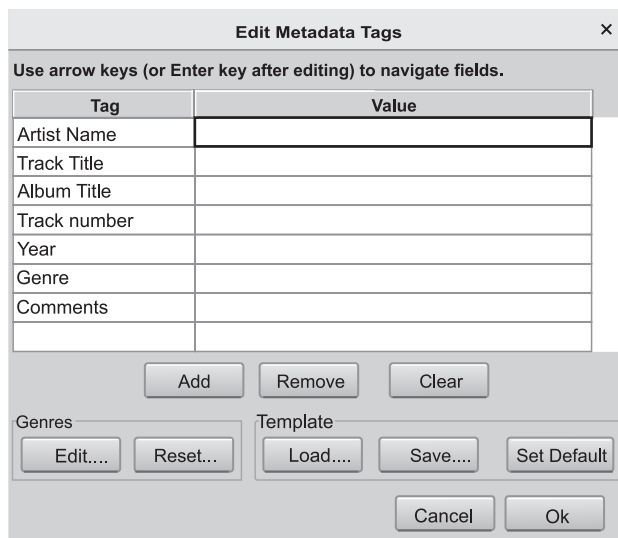 Edit Metadata Tags ×
Use arrow keys (or Enter key after editing) to navigate fields.
Tag Value
Artist Name
Track Title
Album Title
Track number
Year
Genre
Comments
Add Remove Clear
Genres Template
Edit.... Reset... Load.... Save.... Set Default
Cancel Ok